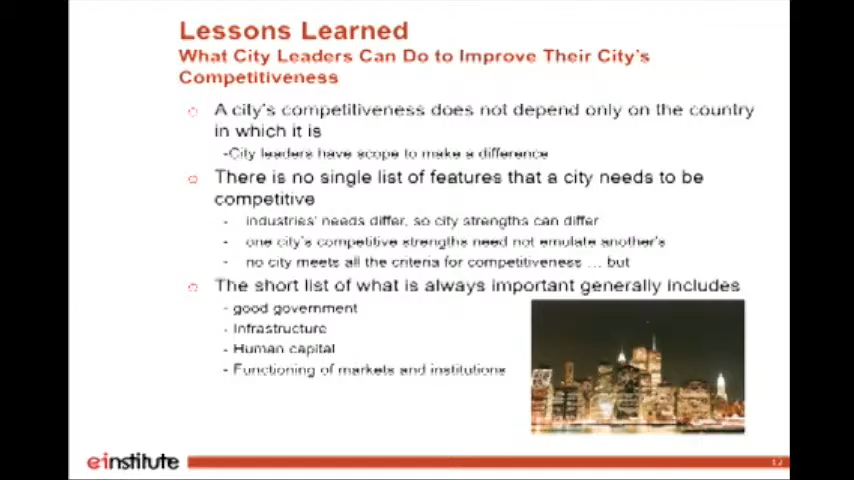 Lessons Learned
What City Leaders Can Do to Improve Their City's
Competitiveness
A city's competitiveness does not depend only on the country
in which it is
-City leaders have scope to make a difference
There is no single list of features that a city needs to be
competitive
- industries' needs differ, so city strengths can differ
- one city's competitive strengths need not emulate another's
- no city meets all the criteria for competitiveness … but
The short list of what is always important generally includes
- good government
- Infrastructure
- Human capital
- Functioning of markets and institutions
einstitute